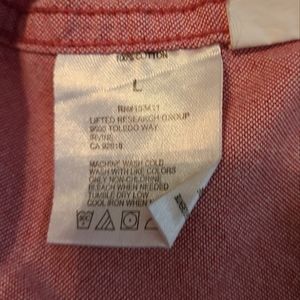 100% COTTON
L
LIFTED RESEARCH GROUP
TOLEDO WAY
IRVINE
CA 92618
MACHINE WASH COLD
WASH WITH LIKE COLORS
ONLY NON-CHLORINE
BLEACH WHEN NEEDED
TUMBLE DRY LOW
COOL IRON WHEN